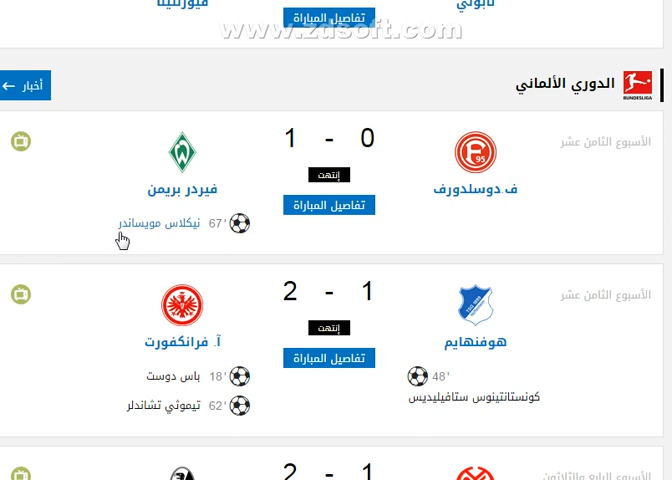 نابولي
فيورنتينا
تفاصيل المباراة
www.zdsoft.com
الدوري الألماني
BUNDESLIGA
أخبار ←
الأسبوع الثامن عشر
ف.دوسلدورف
0 - 1
فيردر بريمن
إنتهت
تفاصيل المباراة
67' نيكلاس مويساندر
الأسبوع الثامن عشر
هوفنهايم
1 - 2
آ. فرانكفورت
إنتهت
تفاصيل المباراة
48'
كونستانتينوس ستافيليديس
18' باس دوست
62' تيموثي تشاندلر
الأسبوع الرابع والثلاثون
1 - 2